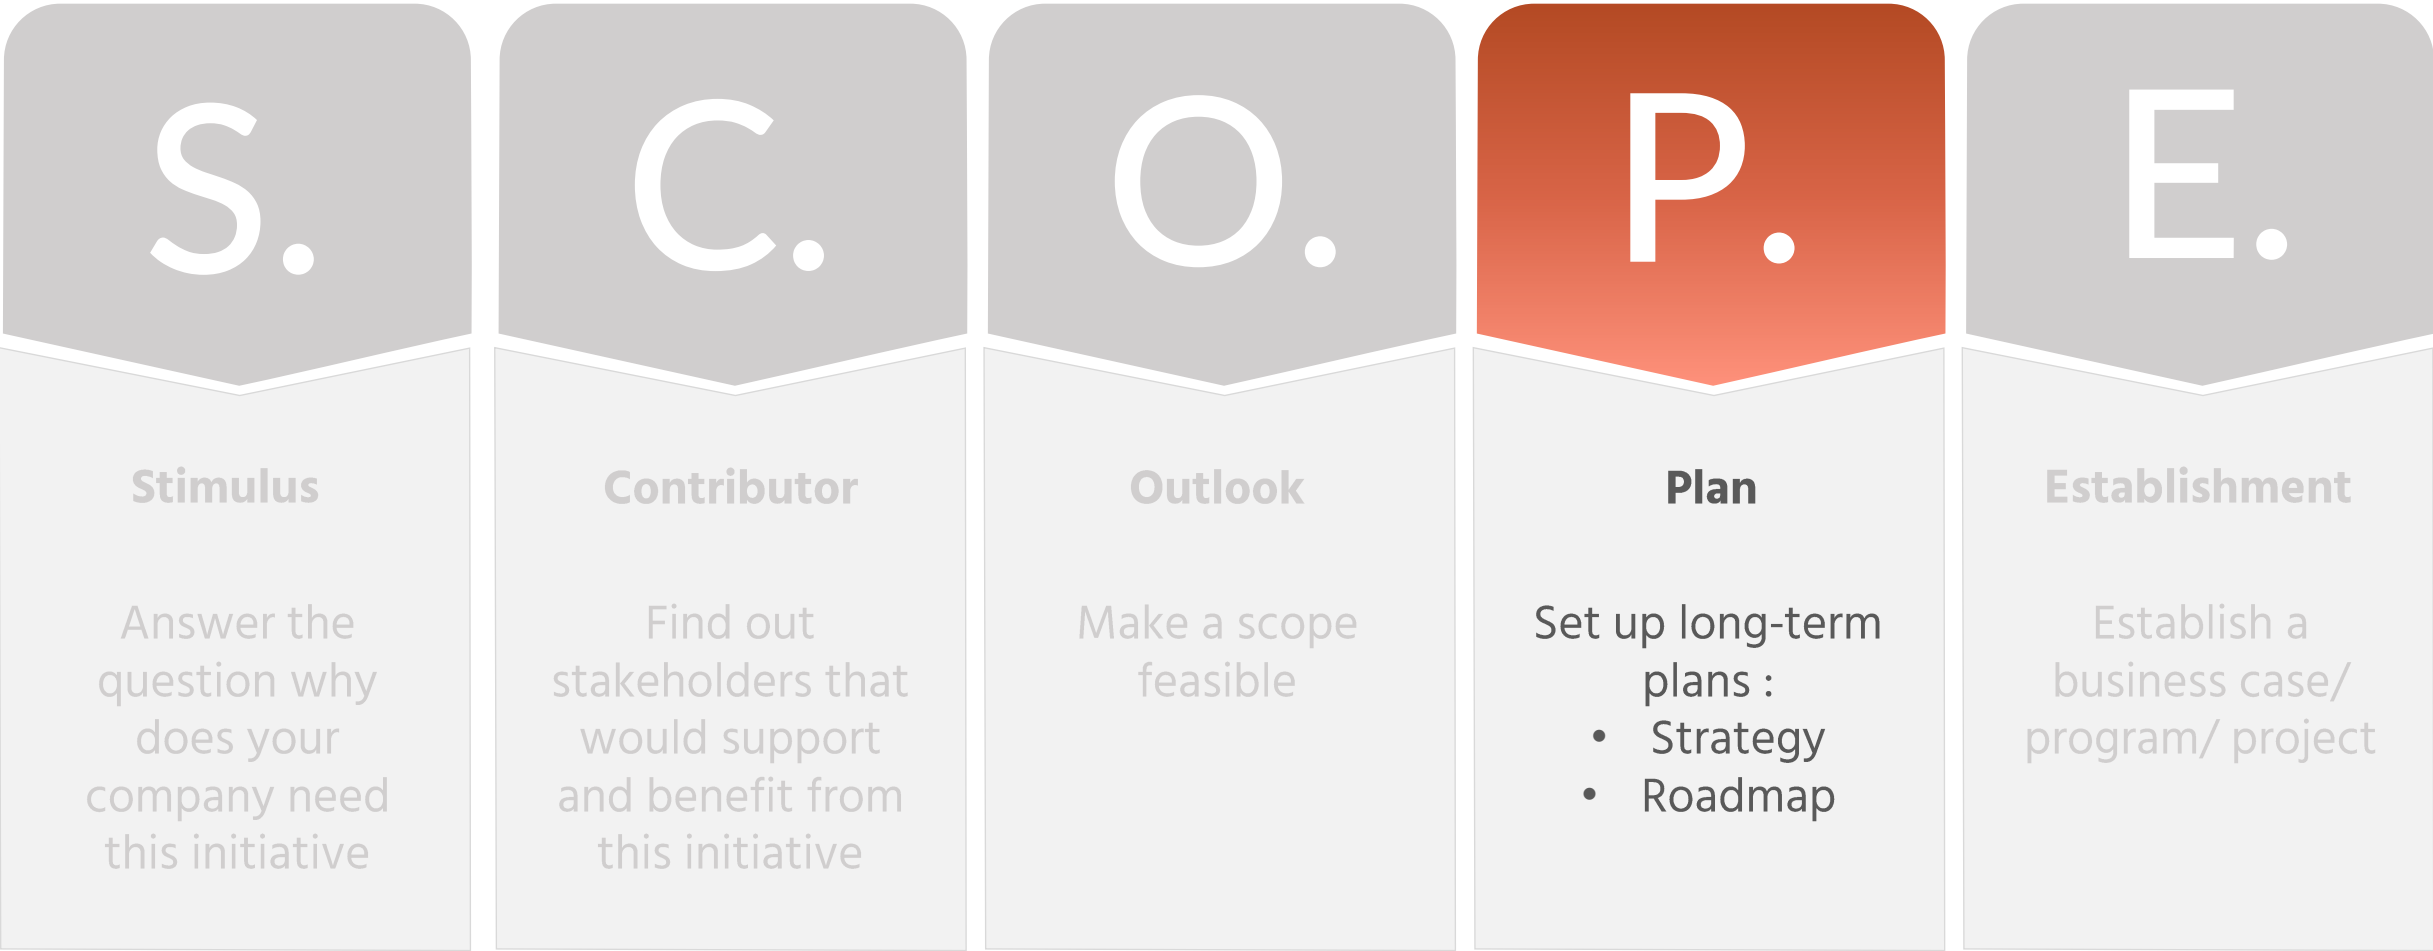 S.
Stimulus
Answer the
question why
does your
company need
this initiative
C.
Contributor
Find out
stakeholders that
would support
and benefit from
this initiative
O.
Outlook
Make a scope
feasible
P.
Plan
Set up long-term
plans :
• Strategy
• Roadmap
E.
Establishment
Establish a
business case/
program/ project